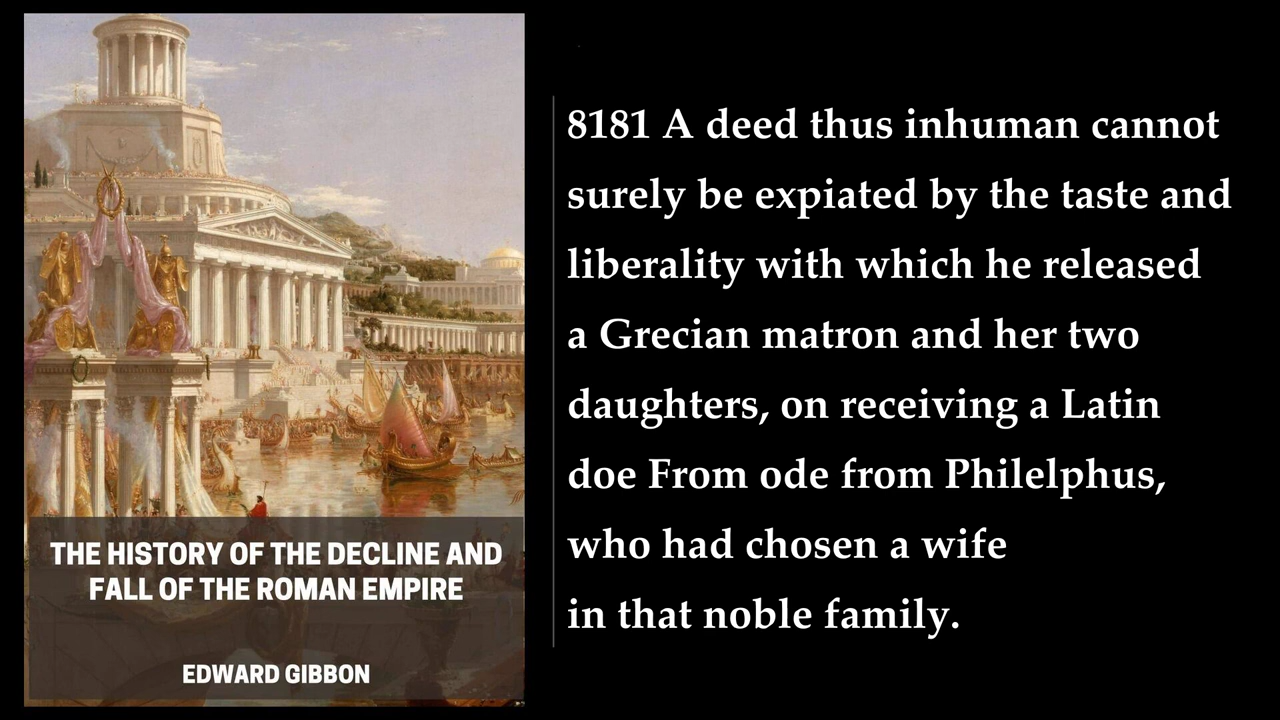 THE HISTORY OF THE DECLINE AND
FALL OF THE ROMAN EMPIRE
EDWARD GIBBON
8181 A deed thus inhuman cannot
surely be expiated by the taste and
liberality with which he released
a Grecian matron and her two
daughters, on receiving a Latin
doe From ode from Philelphus,
who had chosen a wife
in that noble family.